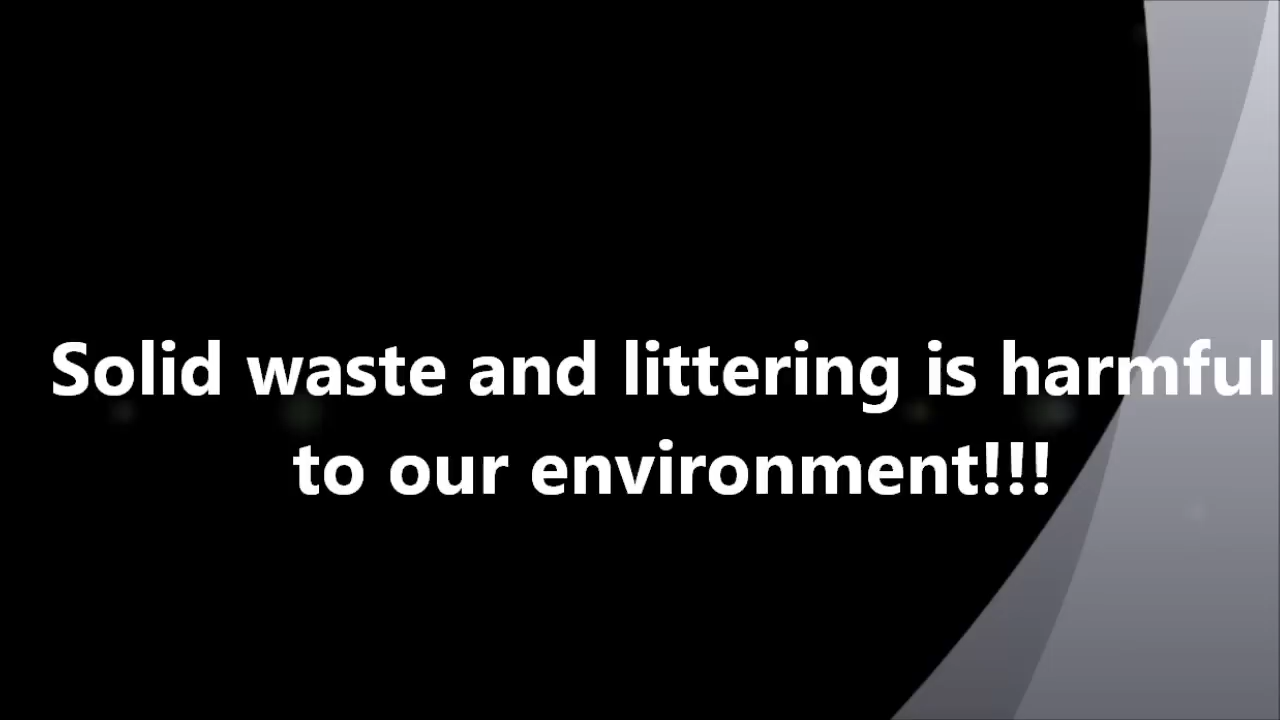 Solid waste and littering is harmful
to our environment!!!